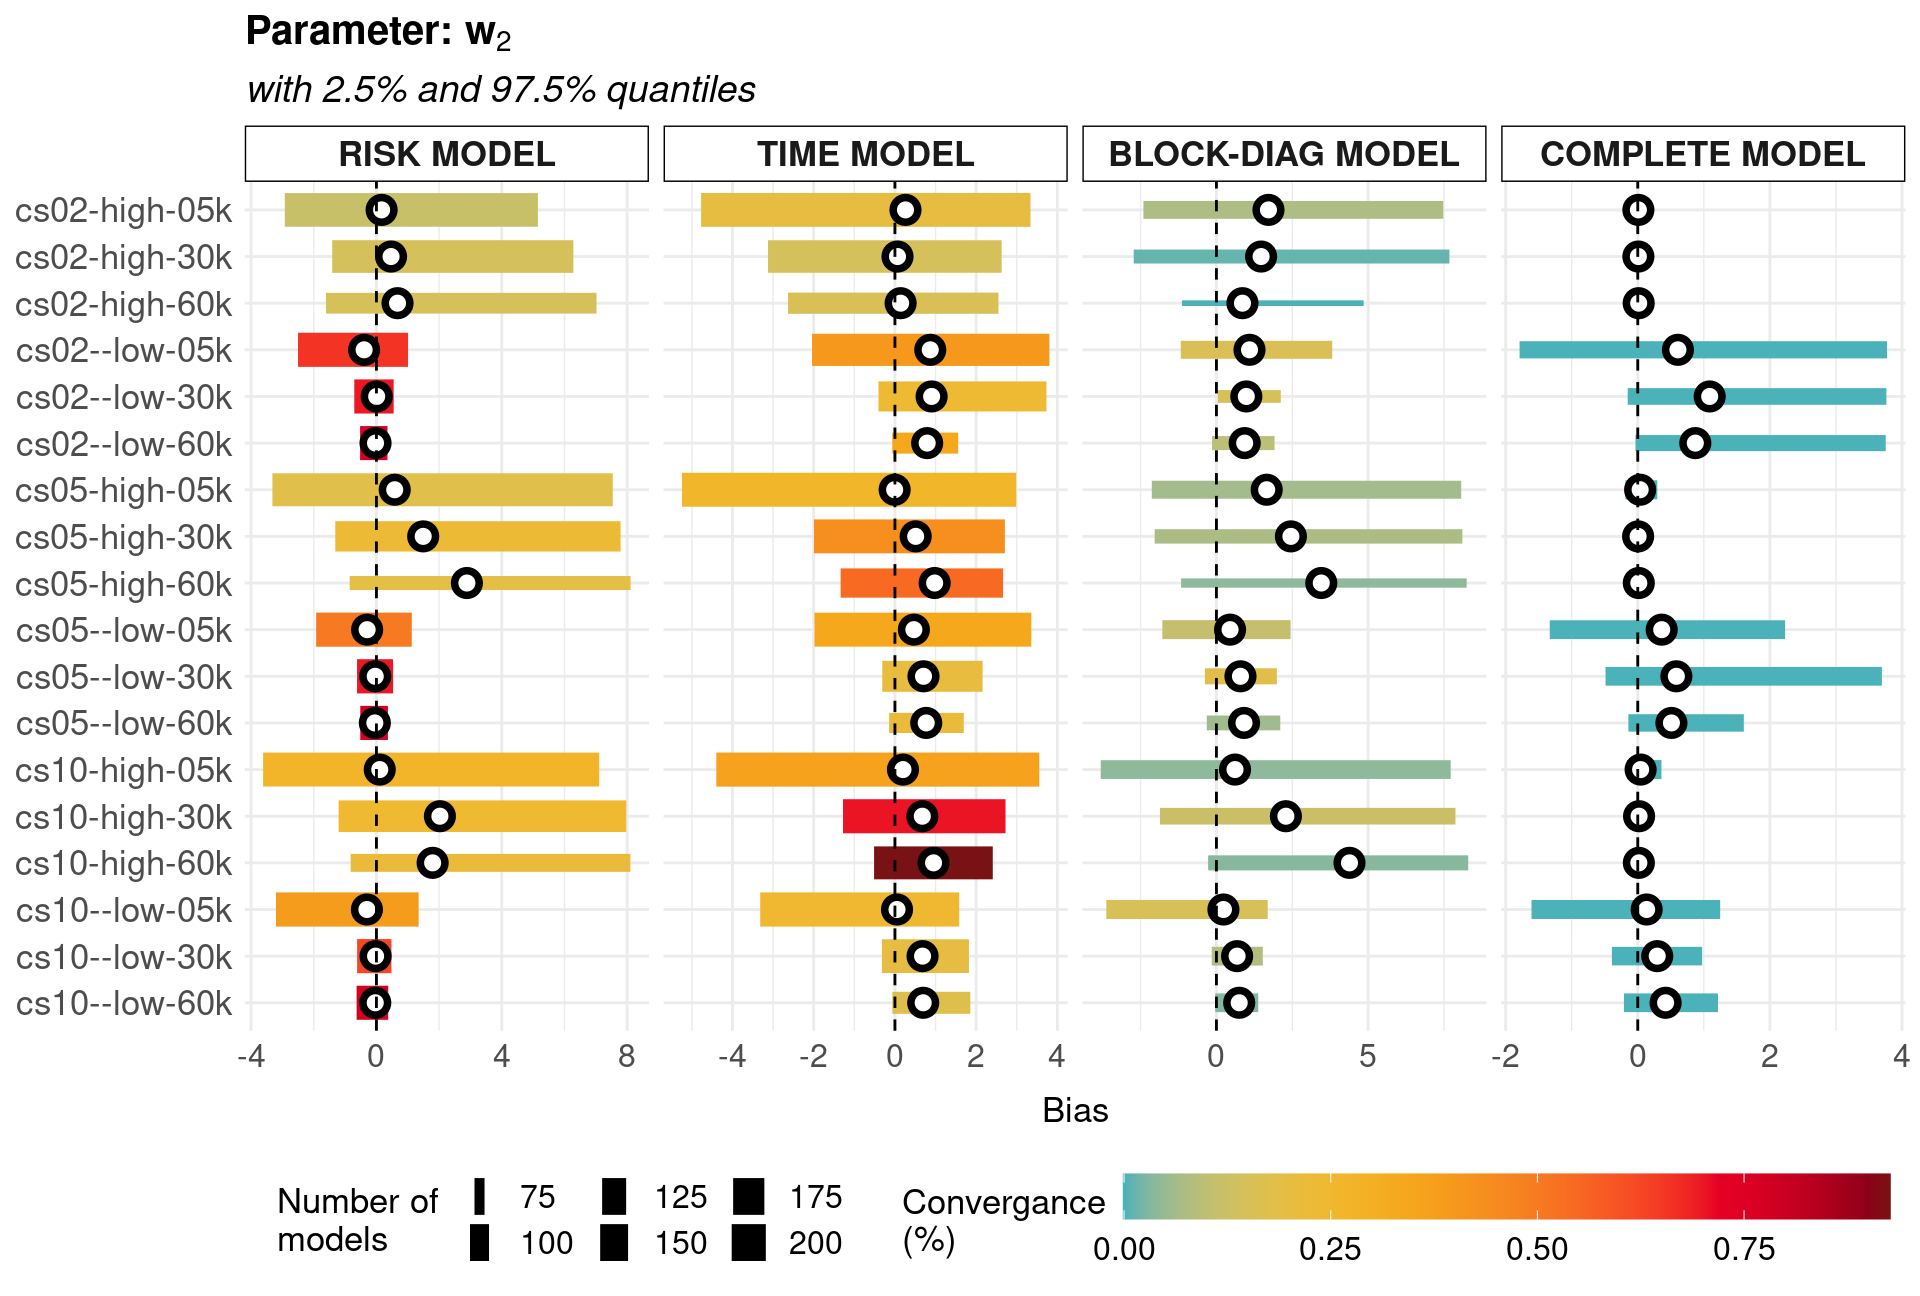 Parameter: w₂
with 2.5% and 97.5% quantiles
RISK MODEL TIME MODEL BLOCK-DIAG MODEL COMPLETE MODEL
cs02-high-05k
cs02-high-30k
cs02-high-60k
cs02--low-05k
cs02--low-30k
cs02--low-60k
cs05-high-05k
cs05-high-30k
cs05-high-60k
cs05--low-05k
cs05--low-30k
cs05--low-60k
cs10-high-05k
cs10-high-30k
cs10-high-60k
cs10--low-05k
cs10--low-30k
cs10--low-60k
-4 0 4 8 -4 -2 0 2 4 0 5 -2 0 2 4
Bias
Number of models
75 125 175
100 150 200
Convergance (%)
0.00 0.25 0.50 0.75